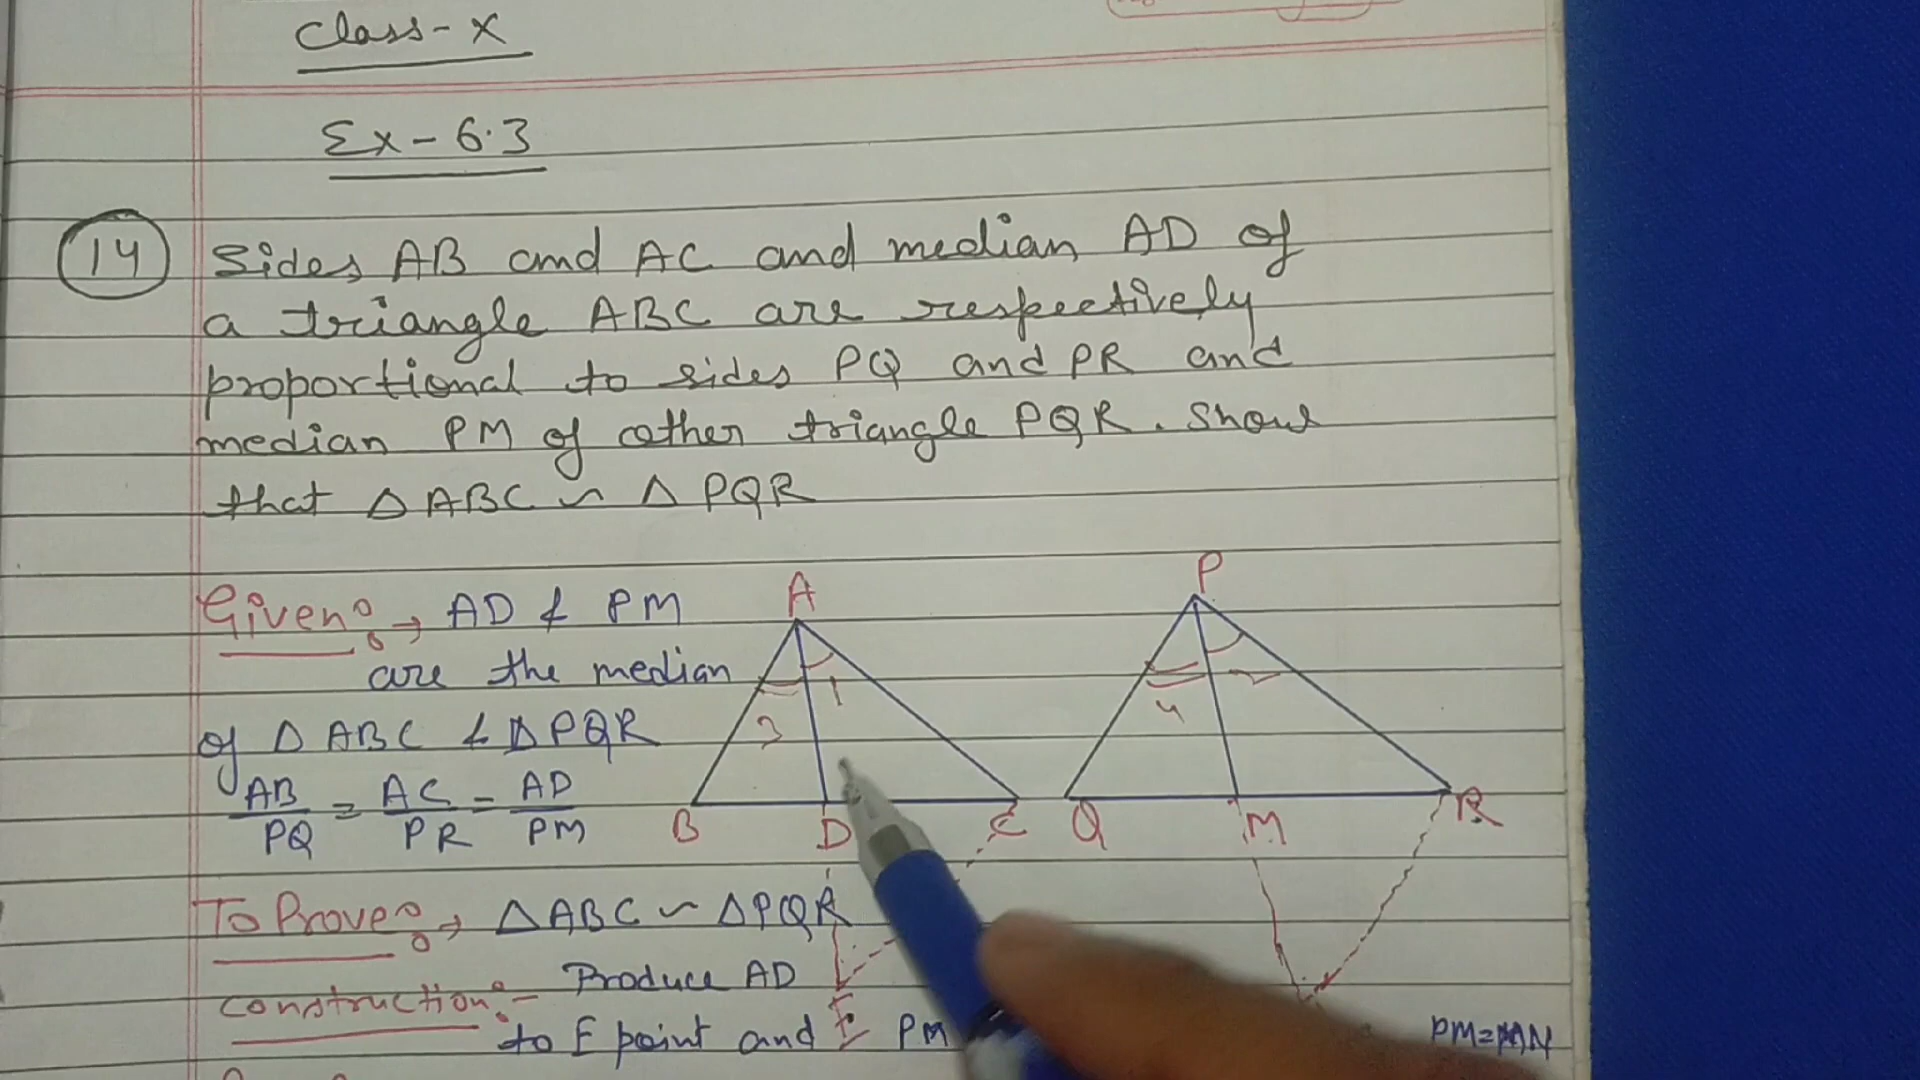 Class-X
Ex-6.3
14 Sides AB and AC and median AD of
a triangle ABC are respectively
proportional to sides PQ and PR and
median PM of other triangle PQR. Show
that △ABC ~ △PQR
Given:→ AD & PM
are the median
of △ABC & △PQR
AB/PQ = AC/PR = AD/PM
A
1
3
B
D
C
E
P
2
4
Q
M
R
To Prove:→ △ABC ~ △PQR
Construction:- Produce AD
to E point and PM
PM=MN